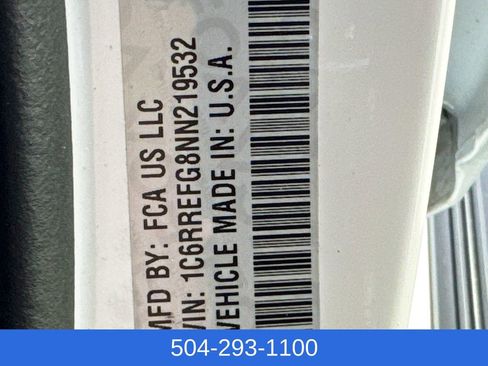 MFD BY: FCA US LLC
VIN: 1C6RREFG8NN219532
VEHICLE MADE IN: U.S.A.
504-293-1100